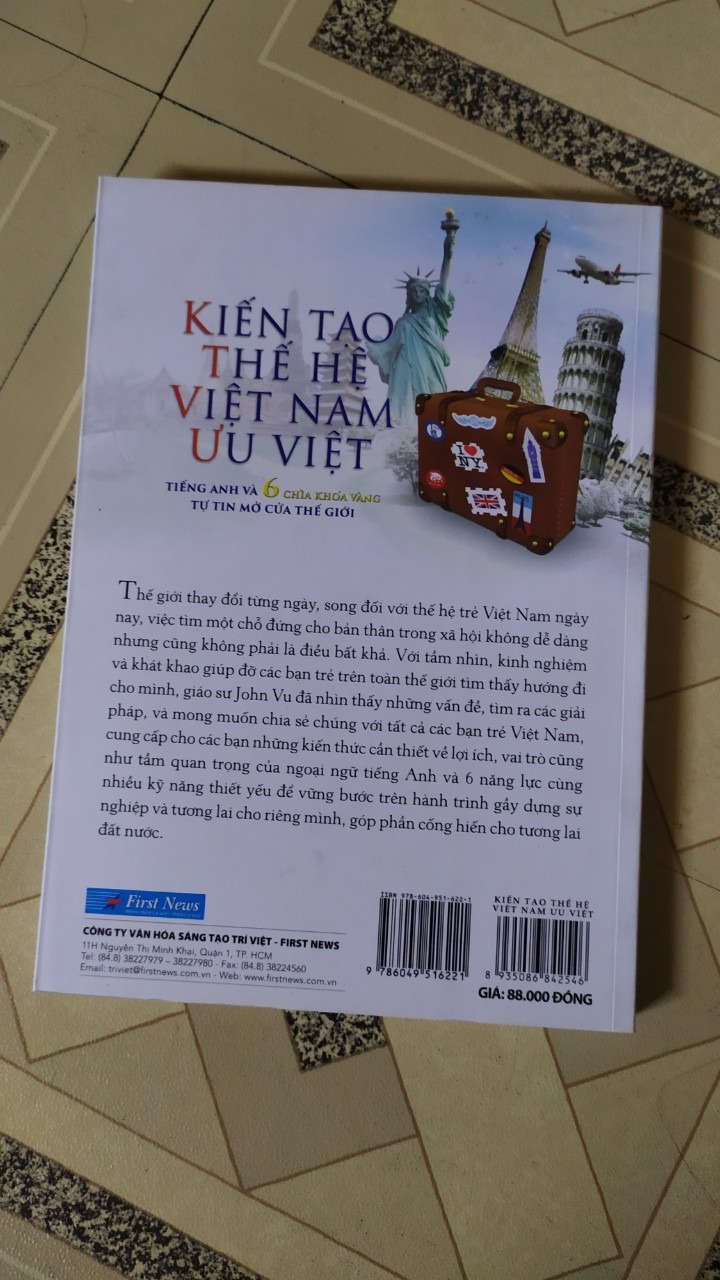 KIẾN TẠO
THẾ HỆ
VIỆT NAM
ƯU VIỆT
TIẾNG ANH VÀ 6 CHÌA KHÓA VÀNG
TỰ TIN MỞ CỬA THẾ GIỚI
I NY
Thế giới thay đổi từng ngày, song đối với thế hệ trẻ Việt Nam ngày
nay, việc tìm một chỗ đứng cho bản thân trong xã hội không dễ dàng
nhưng cũng không phải là điều bất khả. Với tầm nhìn, kinh nghiệm
và khát khao giúp đỡ các bạn trẻ trên toàn thế giới tìm thấy hướng đi
cho mình, giáo sư John Vu đã nhìn thấy những vấn đề, tìm ra các giải
pháp, và mong muốn chia sẻ chúng với tất cả các bạn trẻ Việt Nam,
cung cấp cho các bạn những kiến thức cần thiết về lợi ích, vai trò cũng
như tầm quan trọng của ngoại ngữ tiếng Anh và 6 năng lực cùng
nhiều kỹ năng thiết yếu để vững bước trên hành trình gầy dựng sự
nghiệp và tương lai cho riêng mình, góp phần cống hiến cho tương lai
đất nước.
First News
CÔNG TY VĂN HÓA SÁNG TẠO TRÍ VIỆT - FIRST NEWS
11H Nguyễn Thị Minh Khai, Quận 1, TP. HCM
Tel: (84.8) 38227979 – 38227980 - Fax: (84.8) 38224560
Email: triviet@firstnews.com.vn - Web: www.firstnews.com.vn
ISBN 978-604-951-622-1
9 786049 516221
KIẾN TẠO THẾ HỆ
VIỆT NAM ƯU VIỆT
8 935086 842546
GIÁ: 88.000 ĐỒNG